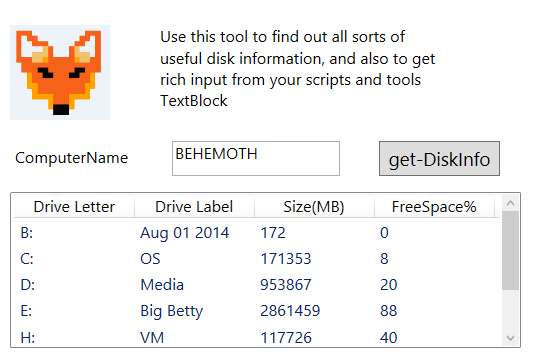 Use this tool to find out all sorts of
useful disk information, and also to get
rich input from your scripts and tools
TextBlock
ComputerName BEHEMOTH get-DiskInfo
Drive Letter Drive Label Size(MB) FreeSpace%
B: Aug 01 2014 172 0
C: OS 171353 8
D: Media 953867 20
E: Big Betty 2861459 88
H: VM 117726 40